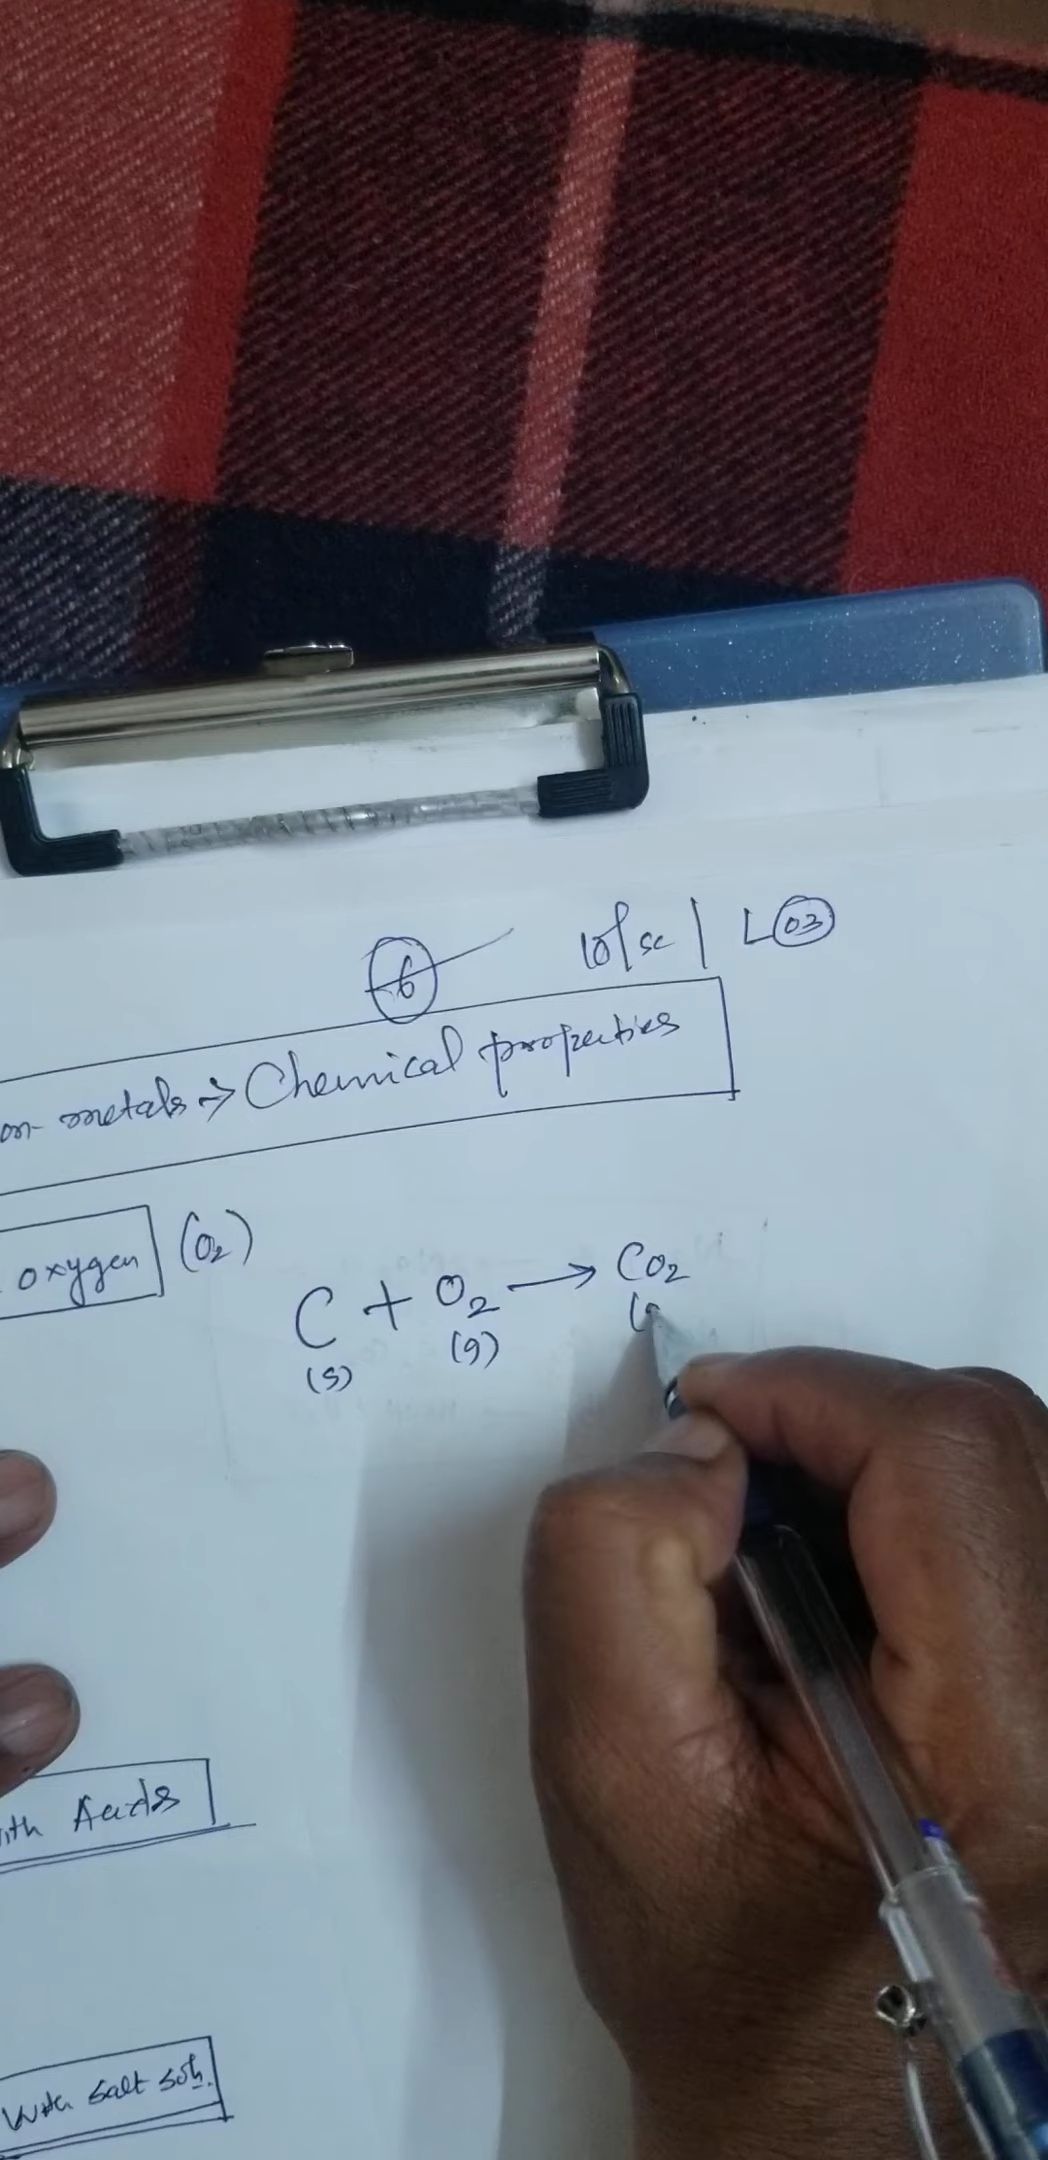 6
10/sc | L 03
on-metals → Chemical properties
oxygen (O₂)
C + O₂ → CO₂
(s) (g) (
ith Acids
With salt soln.